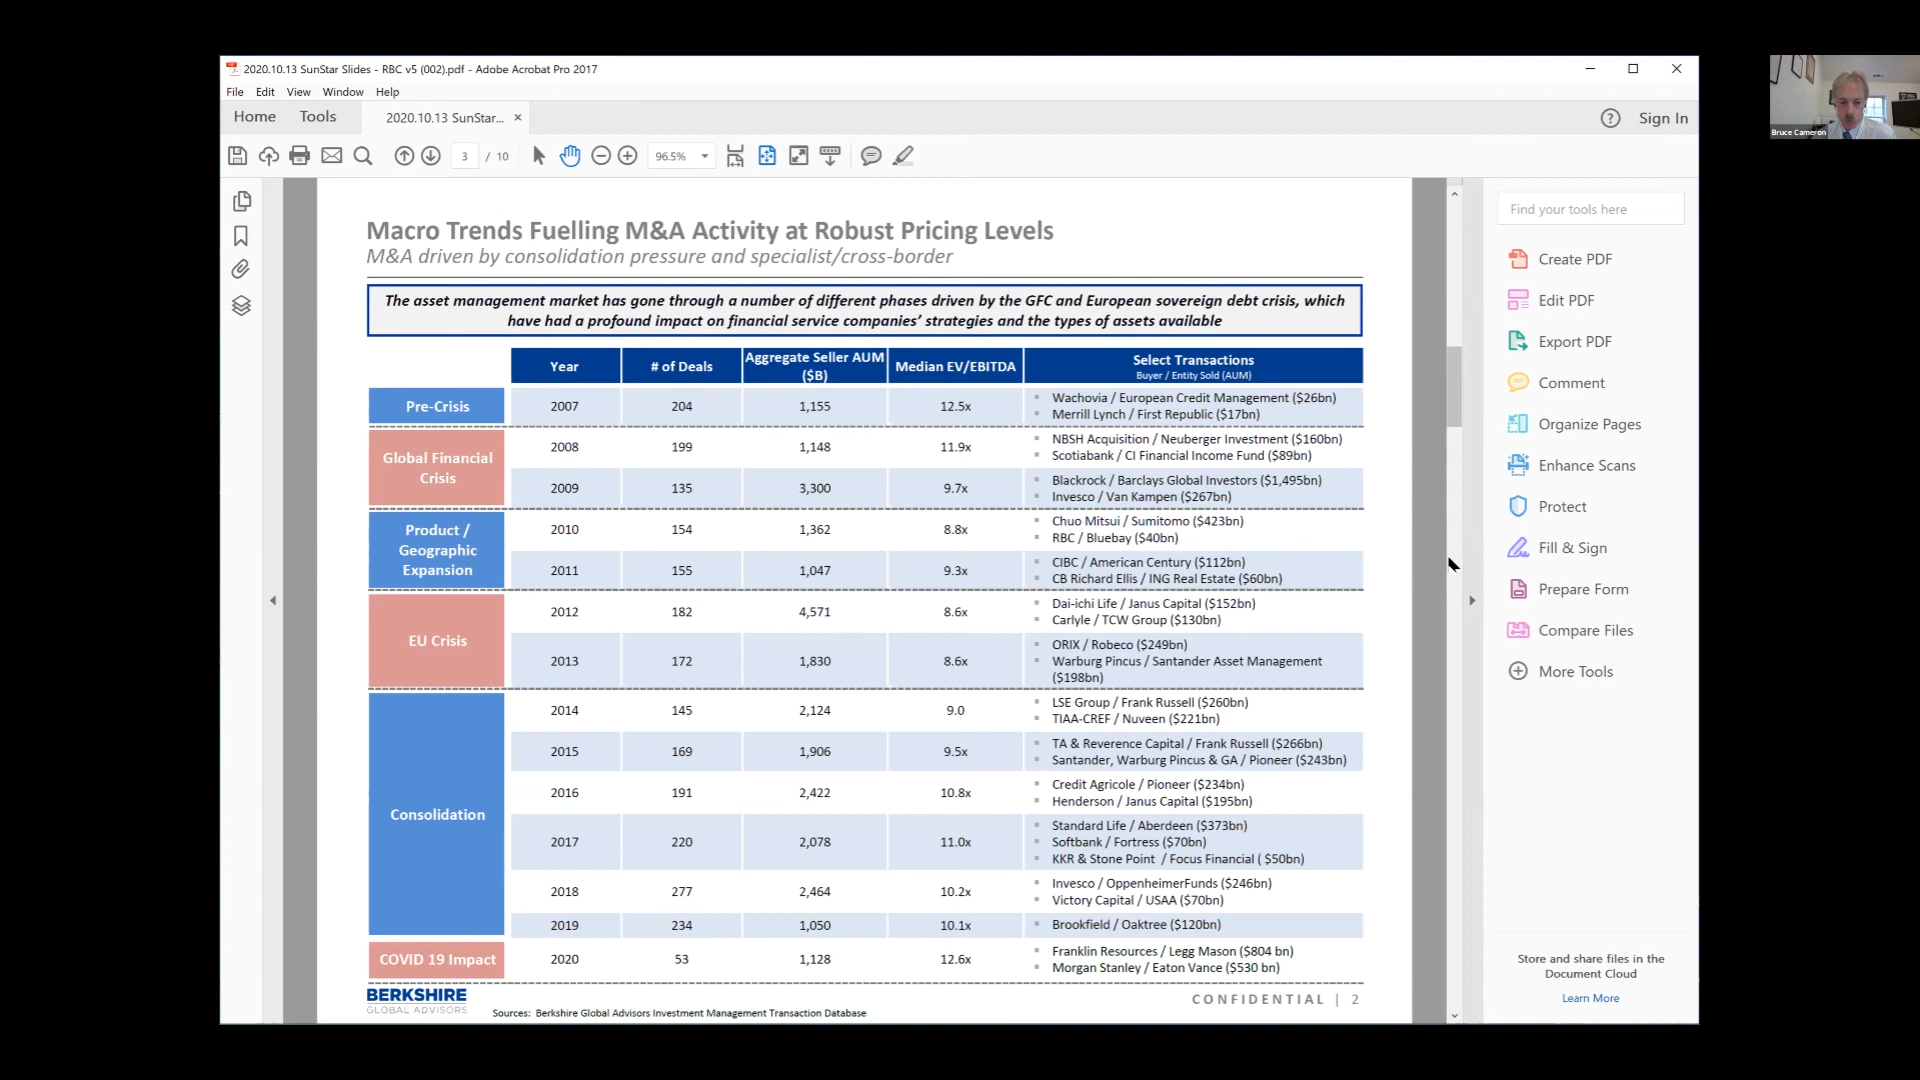 2020.10.13 SunStar Slides - RBC v5 (002).pdf - Adobe Acrobat Pro 2017
File Edit View Window Help
Home Tools 2020.10.13 SunStar... × Sign In
3 / 10 96.5%
Bruce Cameron
Macro Trends Fuelling M&A Activity at Robust Pricing Levels
M&A driven by consolidation pressure and specialist/cross-border
The asset management market has gone through a number of different phases driven by the GFC and European sovereign debt crisis, which
have had a profound impact on financial service companies’ strategies and the types of assets available
Year # of Deals Aggregate Seller AUM ($B) Median EV/EBITDA Select Transactions
Buyer / Entity Sold (AUM)
Pre-Crisis 2007 204 1,155 12.5x Wachovia / European Credit Management ($26bn)
Merrill Lynch / First Republic ($17bn)
Global Financial Crisis
2008 199 1,148 11.9x NBSH Acquisition / Neuberger Investment ($160bn)
Scotiabank / CI Financial Income Fund ($89bn)
2009 135 3,300 9.7x Blackrock / Barclays Global Investors ($1,495bn)
Invesco / Van Kampen ($267bn)
Product / Geographic Expansion
2010 154 1,362 8.8x Chuo Mitsui / Sumitomo ($423bn)
RBC / Bluebay ($40bn)
2011 155 1,047 9.3x CIBC / American Century ($112bn)
CB Richard Ellis / ING Real Estate ($60bn)
EU Crisis
2012 182 4,571 8.6x Dai-ichi Life / Janus Capital ($152bn)
Carlyle / TCW Group ($130bn)
2013 172 1,830 8.6x ORIX / Robeco ($249bn)
Warburg Pincus / Santander Asset Management
($198bn)
Consolidation
2014 145 2,124 9.0 LSE Group / Frank Russell ($260bn)
TIAA-CREF / Nuveen ($221bn)
2015 169 1,906 9.5x TA & Reverence Capital / Frank Russell ($266bn)
Santander, Warburg Pincus & GA / Pioneer ($243bn)
2016 191 2,422 10.8x Credit Agricole / Pioneer ($234bn)
Henderson / Janus Capital ($195bn)
2017 220 2,078 11.0x Standard Life / Aberdeen ($373bn)
Softbank / Fortress ($70bn)
KKR & Stone Point / Focus Financial ( $50bn)
2018 277 2,464 10.2x Invesco / OppenheimerFunds ($246bn)
Victory Capital / USAA ($70bn)
2019 234 1,050 10.1x Brookfield / Oaktree ($120bn)
COVID 19 Impact 2020 53 1,128 12.6x Franklin Resources / Legg Mason ($804 bn)
Morgan Stanley / Eaton Vance ($530 bn)
BERKSHIRE
GLOBAL ADVISORS
CONFIDENTIAL | 2
Sources: Berkshire Global Advisors Investment Management Transaction Database
Find your tools here
Create PDF
Edit PDF
Export PDF
Comment
Organize Pages
Enhance Scans
Protect
Fill & Sign
Prepare Form
Compare Files
More Tools
Store and share files in the
Document Cloud
Learn More